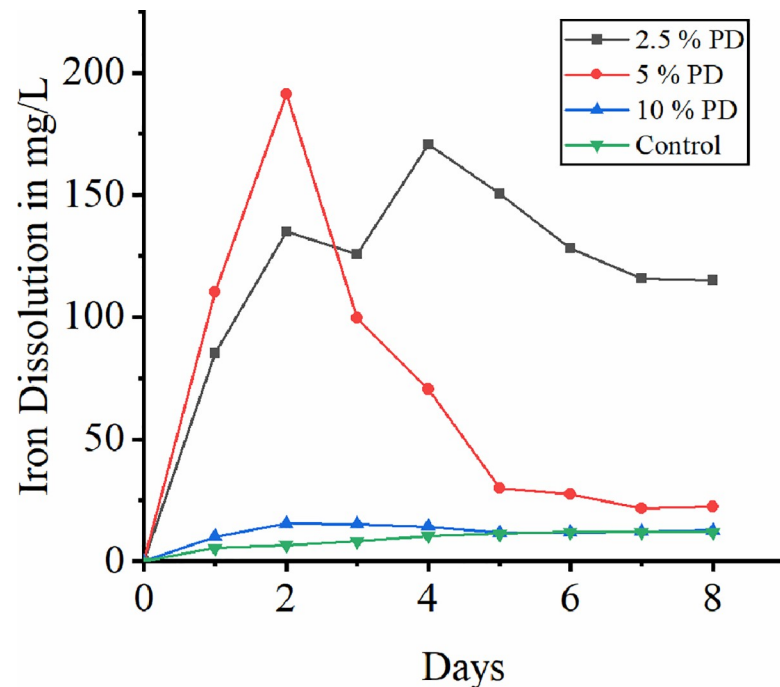 2.5 % PD
5 % PD
10 % PD
Control
Iron Dissolution in mg/L
200
150
100
50
0
0 2 4 6 8
Days